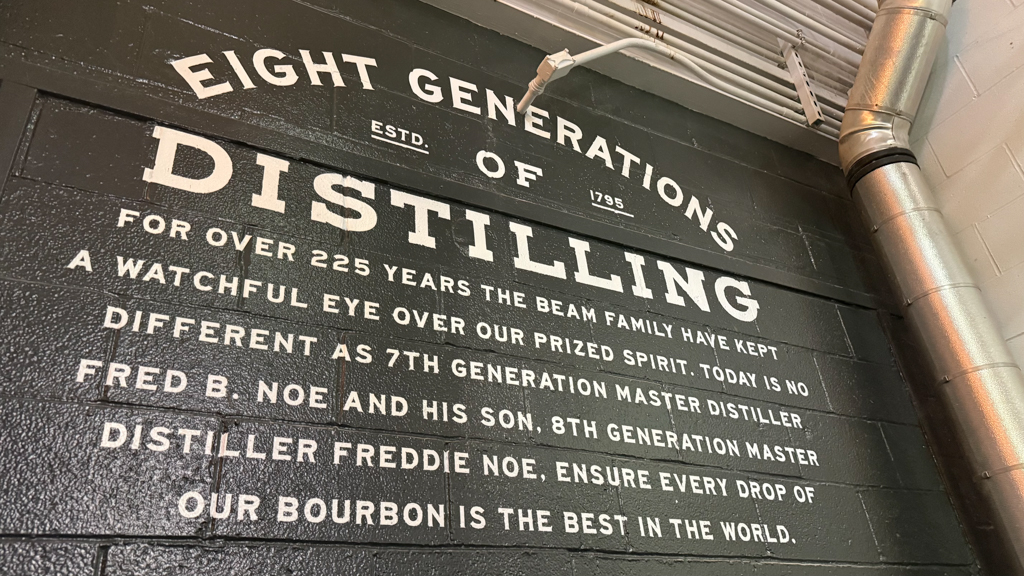 EIGHT GENERATIONS
ESTD. OF 1795
DISTILLING
FOR OVER 225 YEARS THE BEAM FAMILY HAVE KEPT
A WATCHFUL EYE OVER OUR PRIZED SPIRIT. TODAY IS NO
DIFFERENT AS 7TH GENERATION MASTER DISTILLER
FRED B. NOE AND HIS SON, 8TH GENERATION MASTER
DISTILLER FREDDIE NOE, ENSURE EVERY DROP OF
OUR BOURBON IS THE BEST IN THE WORLD.